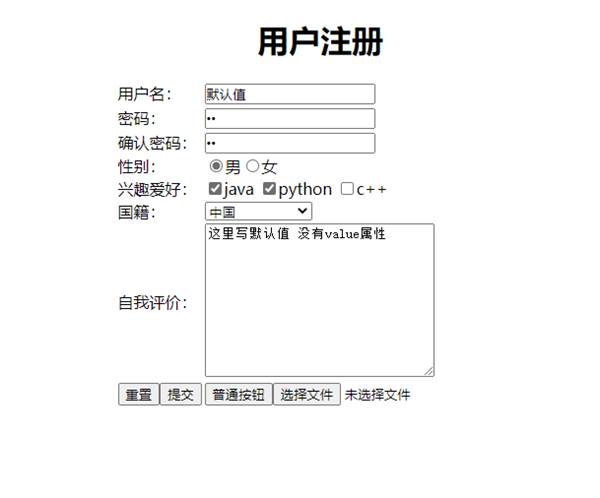 用户注册
用户名： 默认值
密码： ••
确认密码： ••
性别： 男 女
兴趣爱好： java python c++
国籍： 中国
自我评价： 这里写默认值 没有value属性
重置 提交 普通按钮 选择文件 未选择文件